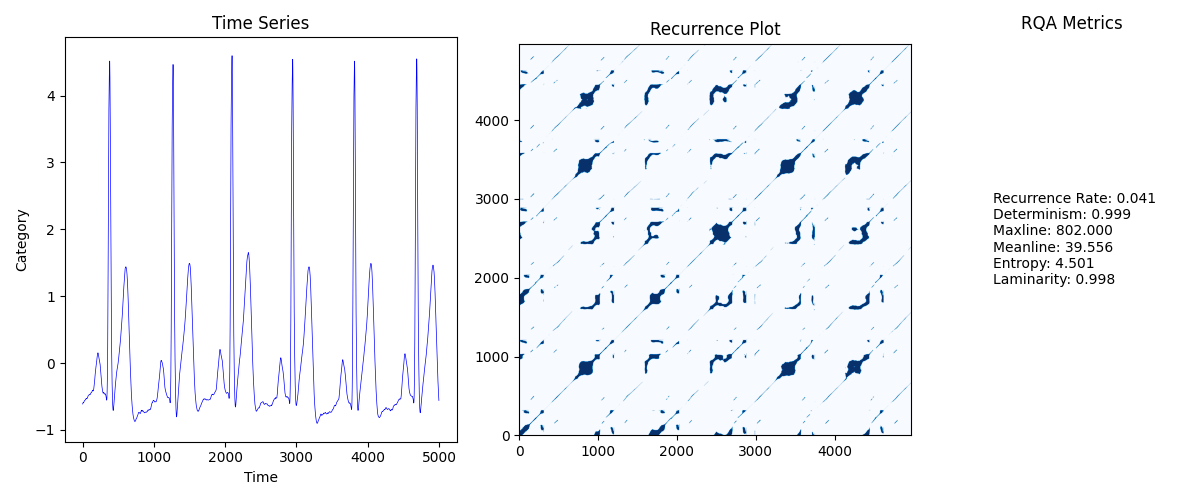 Time Series
Category
4
3
2
1
0
−1
0 1000 2000 3000 4000 5000
Time
Recurrence Plot
4000
3000
2000
1000
0
0 1000 2000 3000 4000
RQA Metrics
Recurrence Rate: 0.041
Determinism: 0.999
Maxline: 802.000
Meanline: 39.556
Entropy: 4.501
Laminarity: 0.998